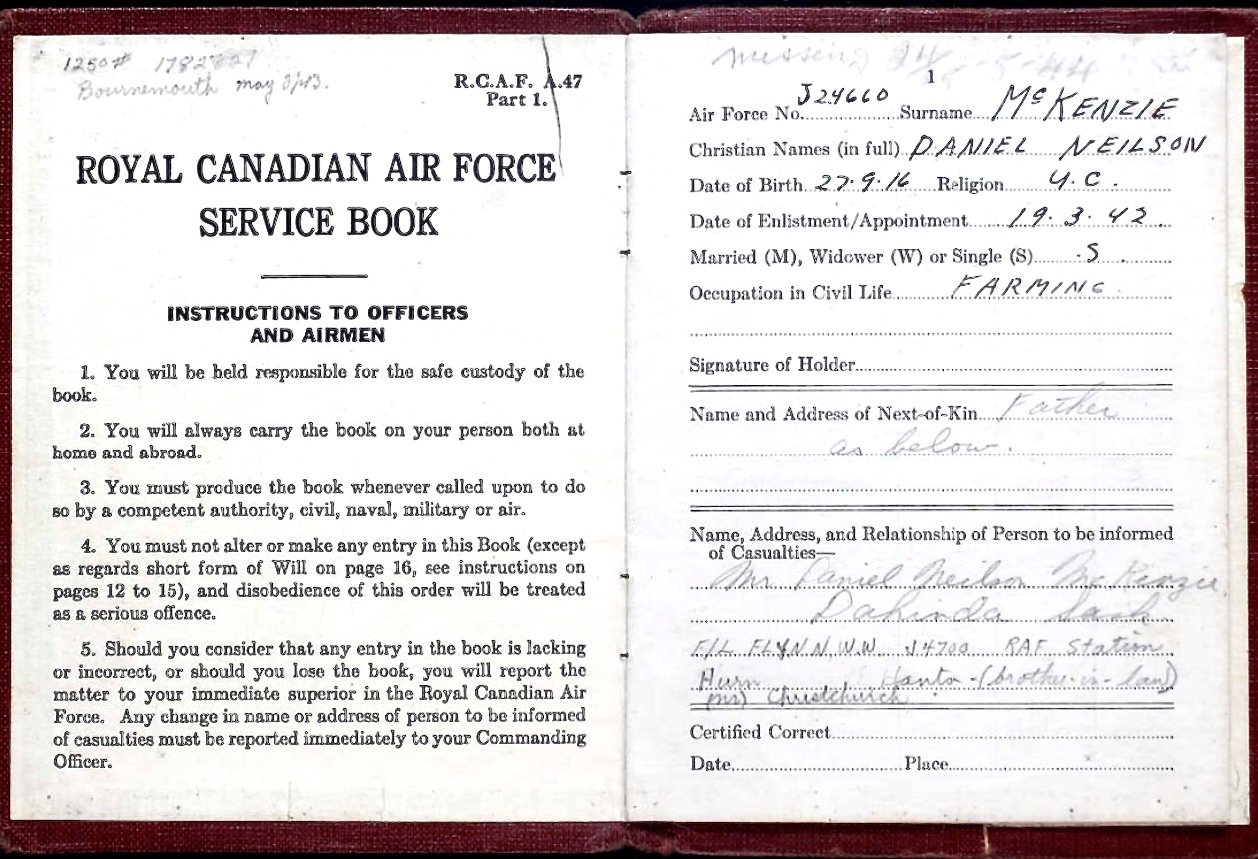 1250#
Bournemouth May 3/43.
R.C.A.F. A.47
Part 1.
ROYAL CANADIAN AIR FORCE
SERVICE BOOK
INSTRUCTIONS TO OFFICERS
AND AIRMEN
1. You will be held responsible for the safe custody of the
book.
2. You will always carry the book on your person both at
home and abroad.
3. You must produce the book whenever called upon to do
so by a competent authority, civil, naval, military or air.
4. You must not alter or make any entry in this Book (except
as regards short form of Will on page 16, see instructions on
pages 12 to 15), and disobedience of this order will be treated
as a serious offence.
5. Should you consider that any entry in the book is lacking
or incorrect, or should you lose the book, you will report the
matter to your immediate superior in the Royal Canadian Air
Force. Any change in name or address of person to be informed
of casualties must be reported immediately to your Commanding
Officer.
missing
1
Air Force No. J24660 Surname McKENZIE
Christian Names (in full) DANIEL NEILSON
Date of Birth 27·9·16 Religion U.C.
Date of Enlistment/Appointment 19·3·42
Married (M), Widower (W) or Single (S) S
Occupation in Civil Life FARMING
Signature of Holder
Name and Address of Next-of-Kin Father
as below.
Name, Address, and Relationship of Person to be informed
of Casualties—
Mr Daniel Neilson McKenzie
Dahinda Sask
F/L FLYNN W.W. J4700 RAF Station
Hurn Hants - (brother-in-law)
(nr) Christchurch
Certified Correct
Date Place